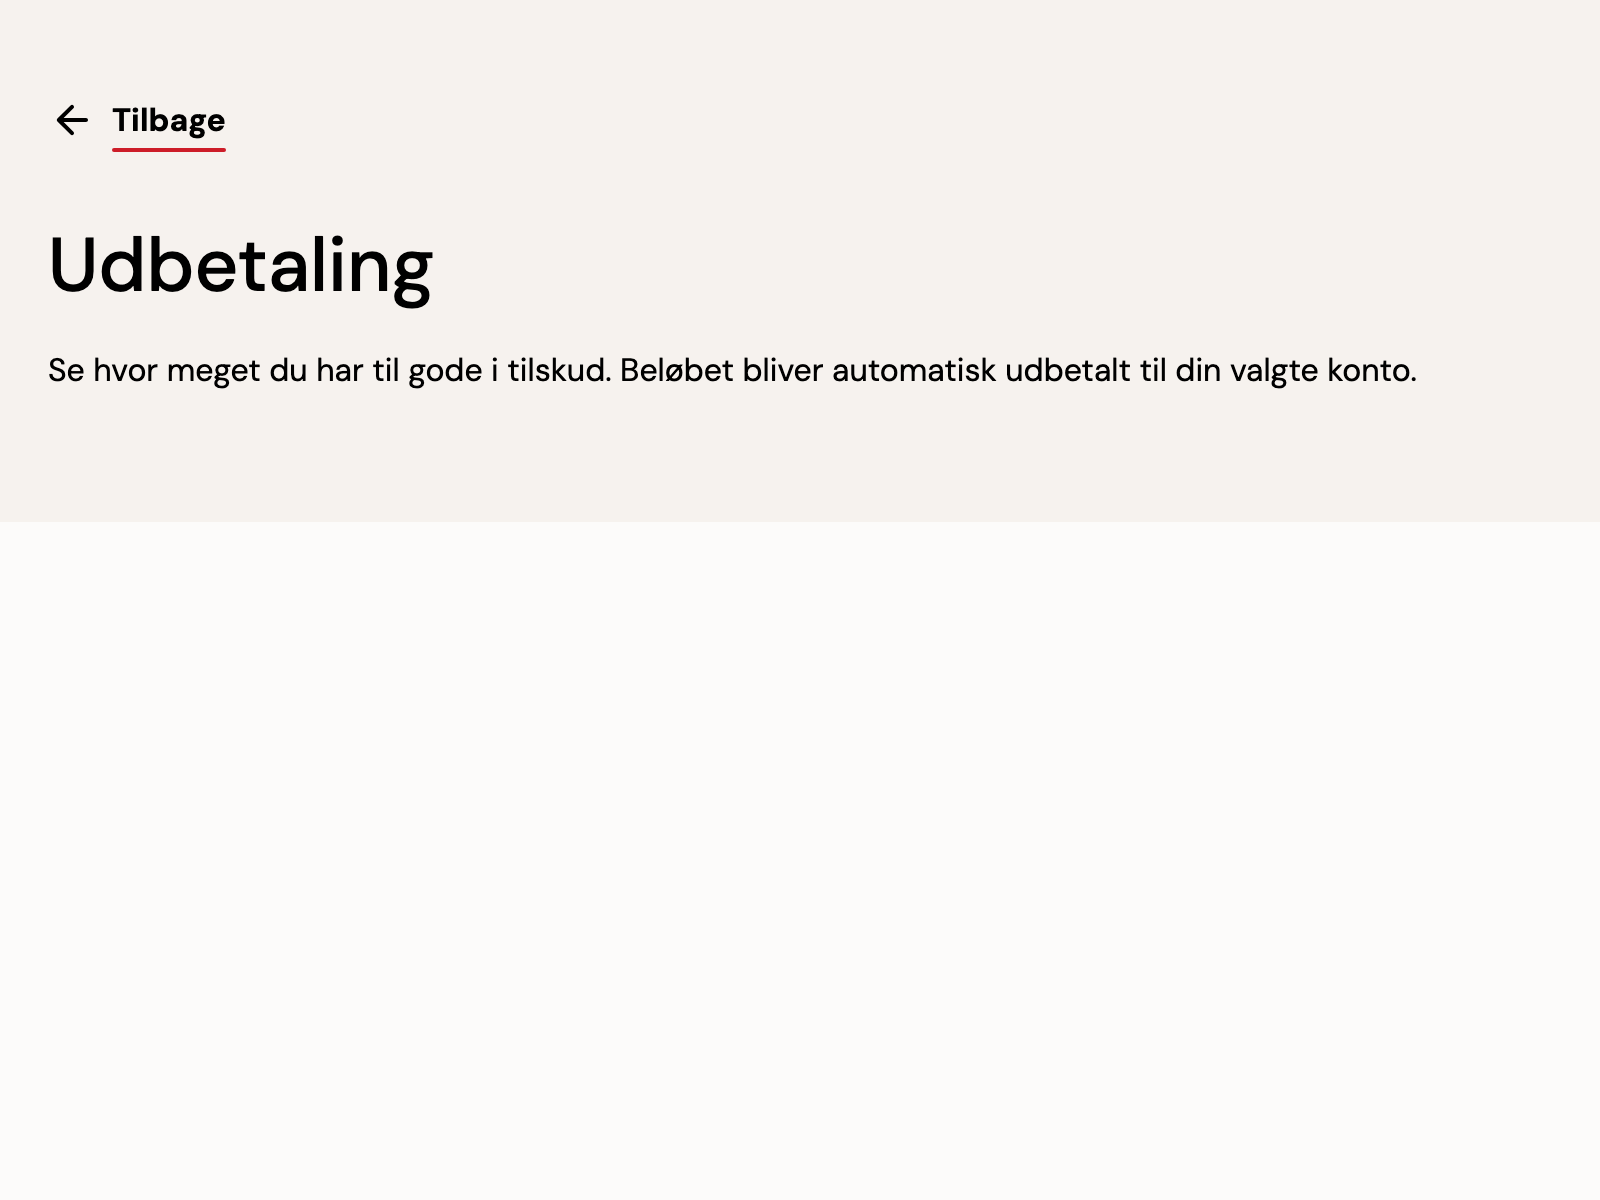 Tilbage
Udbetaling
Se hvor meget du har til gode i tilskud. Beløbet bliver automatisk udbetalt til din valgte konto.